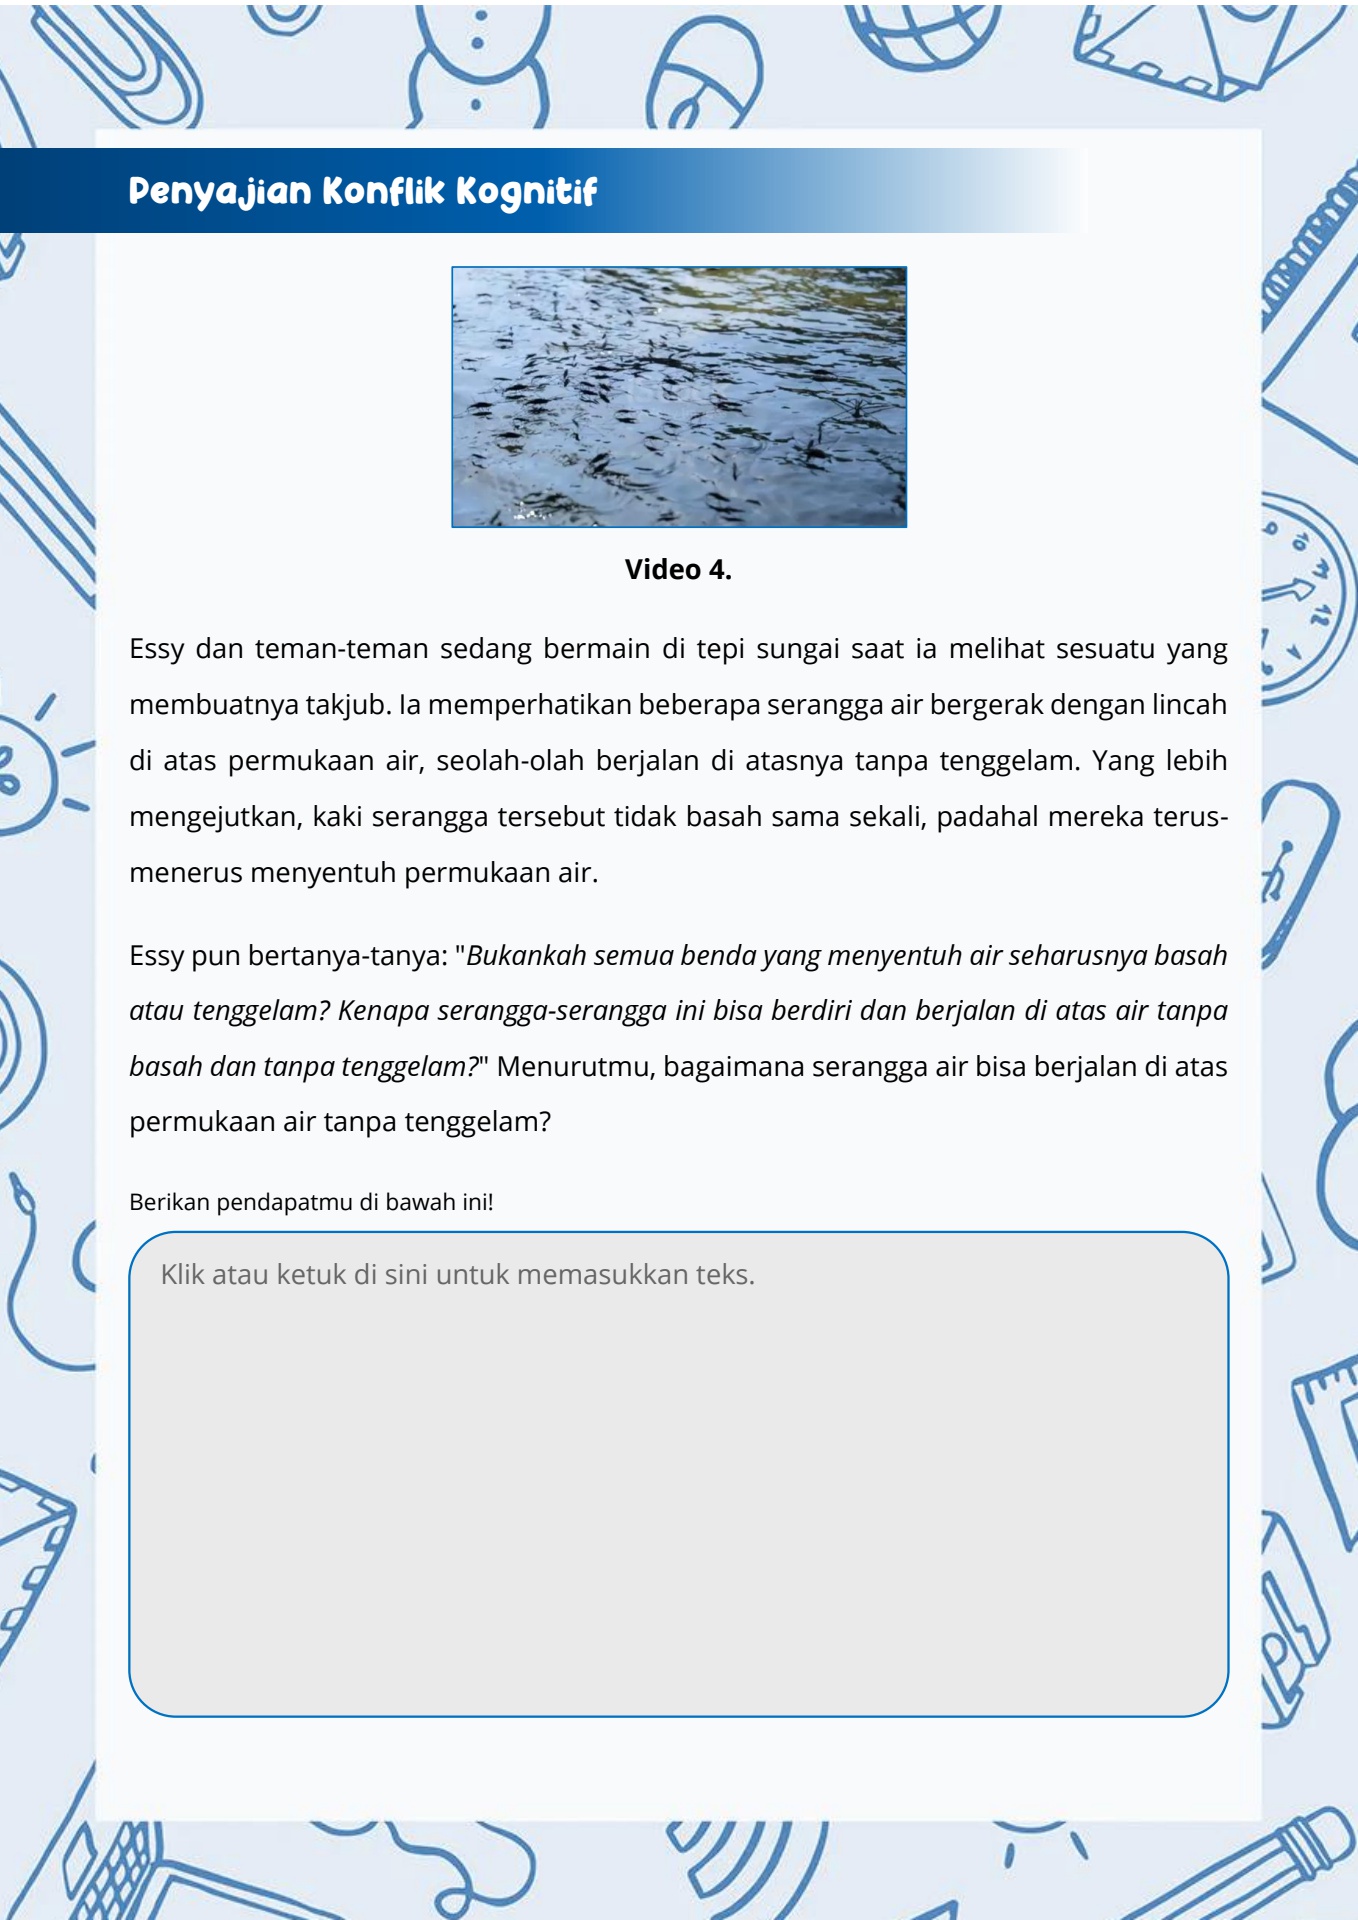 Penyajian Konflik Kognitif
Video 4.
Essy dan teman-teman sedang bermain di tepi sungai saat ia melihat sesuatu yang
membuatnya takjub. Ia memperhatikan beberapa serangga air bergerak dengan lincah
di atas permukaan air, seolah-olah berjalan di atasnya tanpa tenggelam. Yang lebih
mengejutkan, kaki serangga tersebut tidak basah sama sekali, padahal mereka terus-
menerus menyentuh permukaan air.
Essy pun bertanya-tanya: "Bukankah semua benda yang menyentuh air seharusnya basah
atau tenggelam? Kenapa serangga-serangga ini bisa berdiri dan berjalan di atas air tanpa
basah dan tanpa tenggelam?" Menurutmu, bagaimana serangga air bisa berjalan di atas
permukaan air tanpa tenggelam?
Berikan pendapatmu di bawah ini!
Klik atau ketuk di sini untuk memasukkan teks.